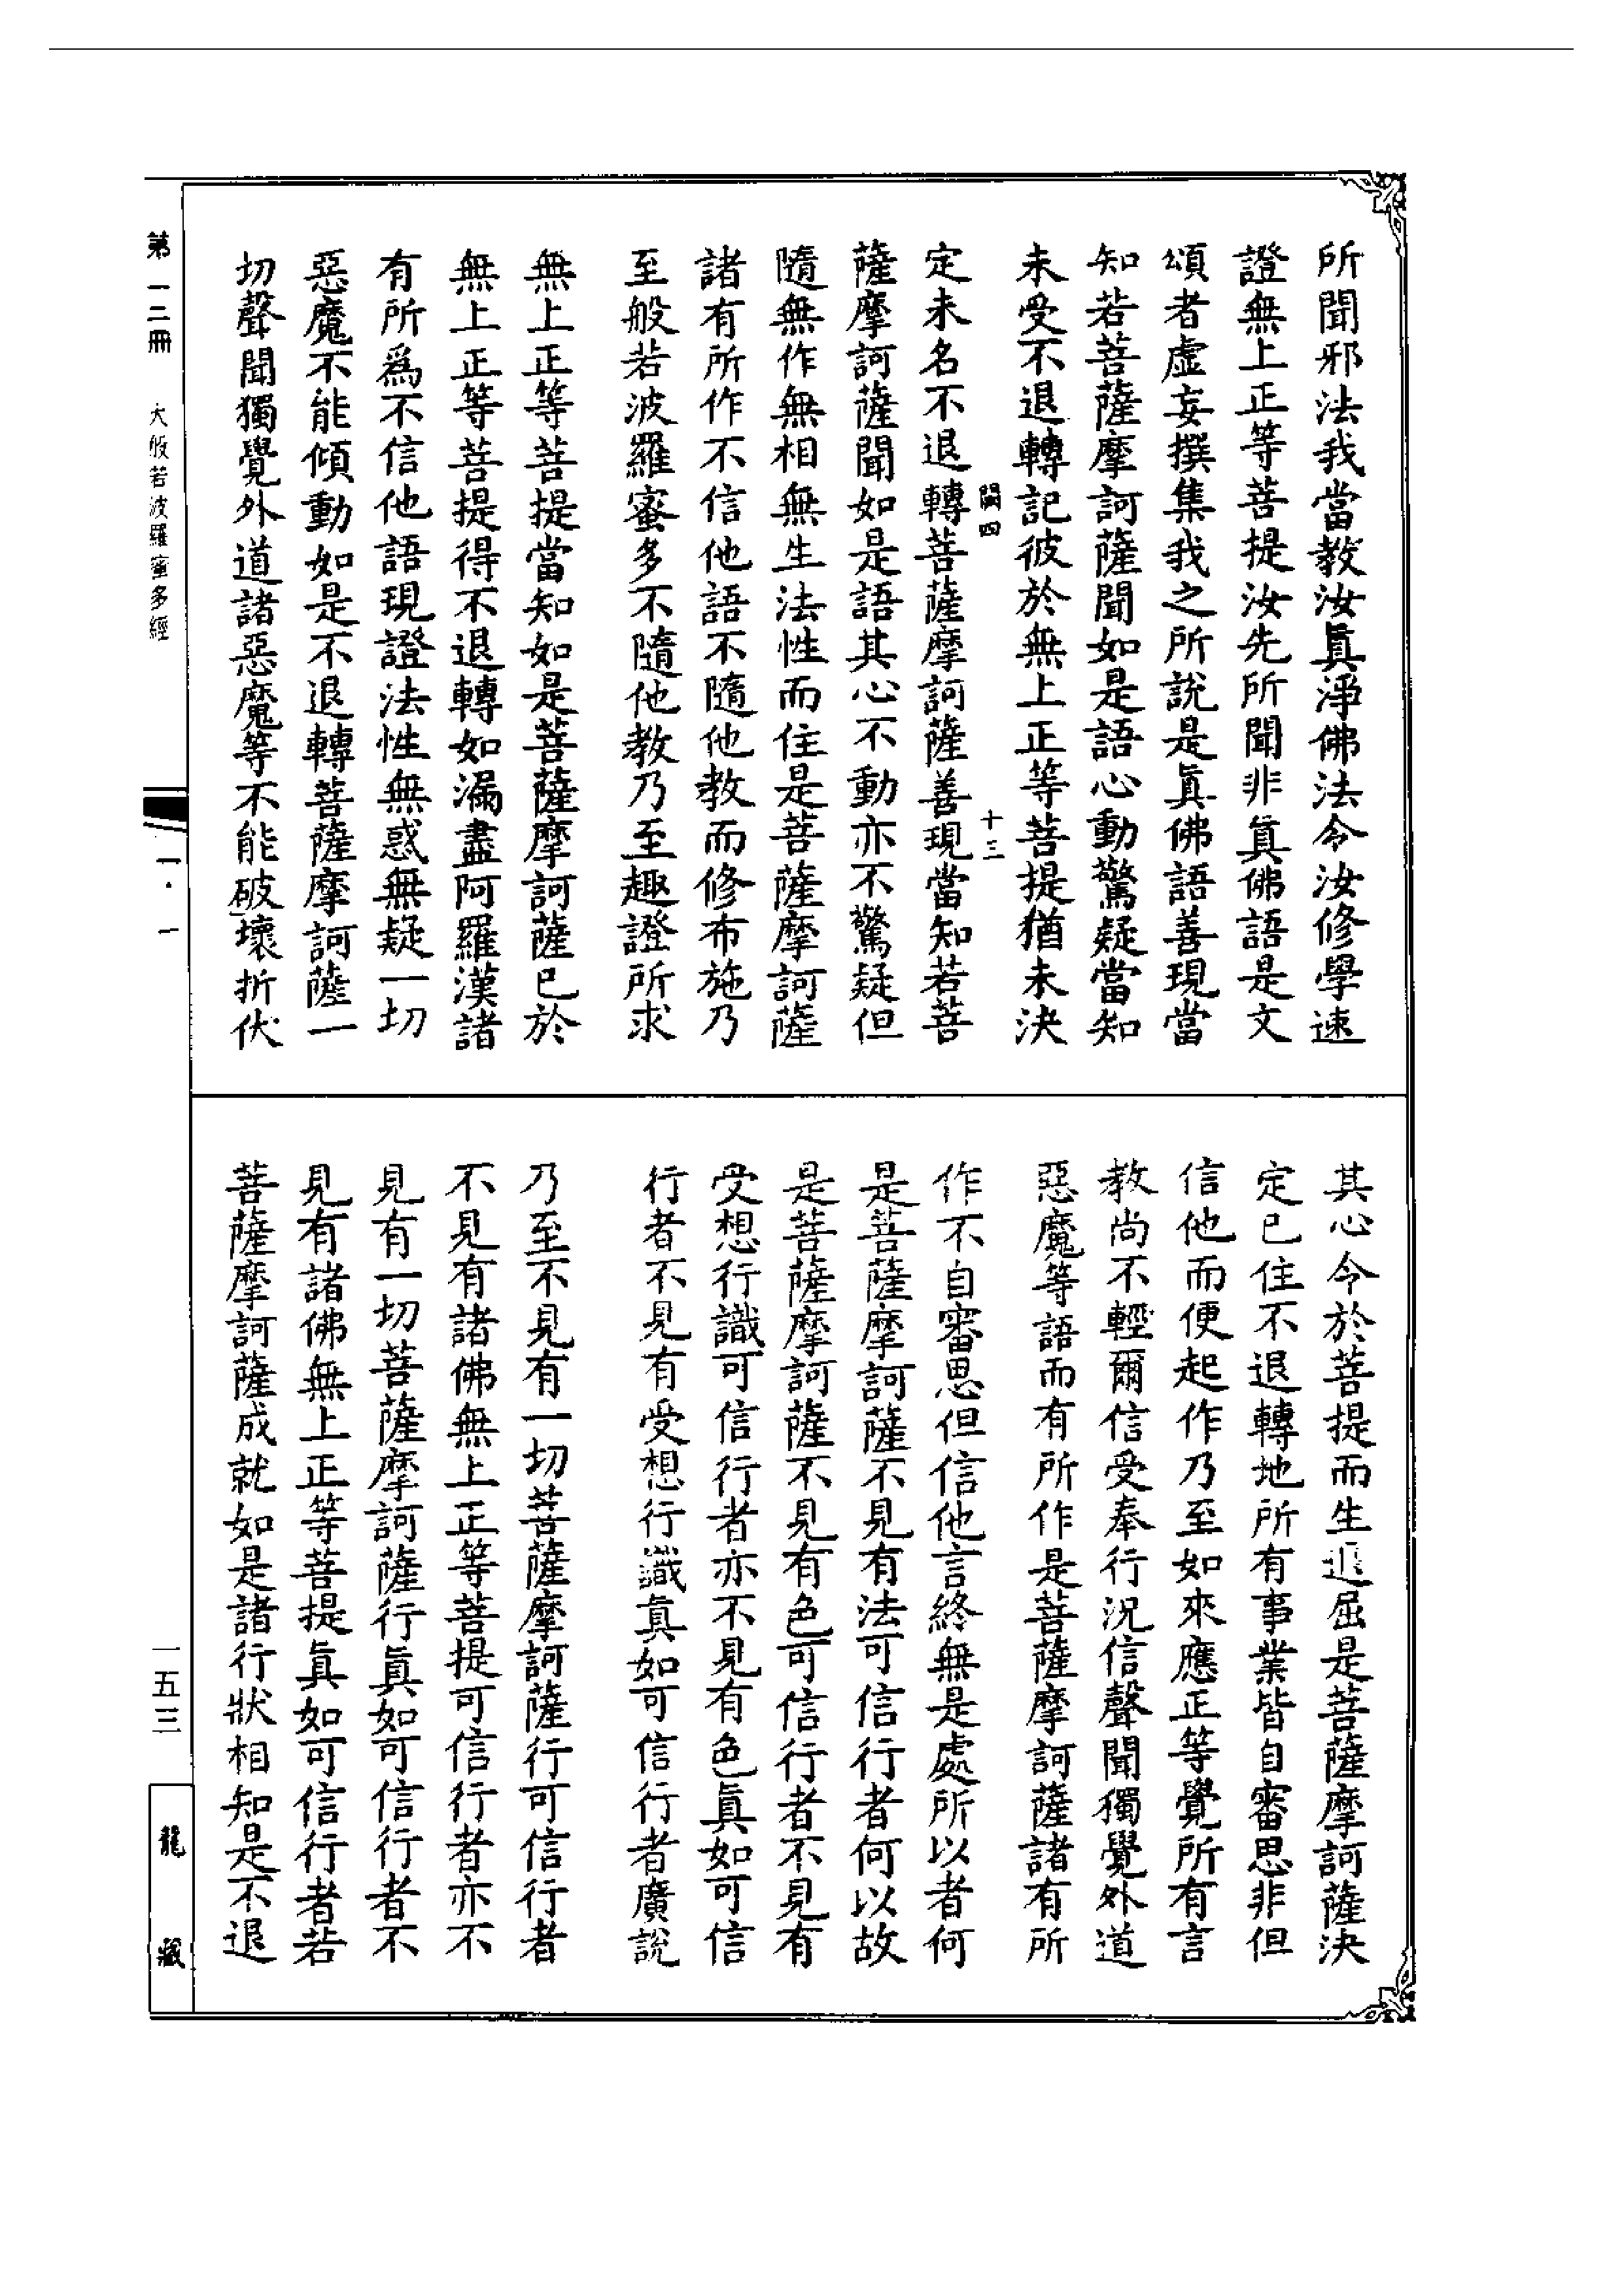 所聞邪法我當教汝眞淨佛法令汝修學速
證無上正等菩提汝先所聞非眞佛語是文
頌者虛妄撰集我之所說是眞佛語善現當
知若菩薩摩訶薩聞如是語心動驚疑當知
未受不退轉記彼於無上正等菩提猶未決
闕四 十三
定未名不退轉菩薩摩訶薩善現當知若菩
薩摩訶薩聞如是語其心不動亦不驚疑但
隨無作無相無生法性而住是菩薩摩訶薩
諸有所作不信他語不隨他教而修布施乃
至般若波羅蜜多不隨他教乃至趣證所求
無上正等菩提當知如是菩薩摩訶薩已於
無上正等菩提得不退轉如漏盡阿羅漢諸
有所爲不信他語現證法性無惑無疑一切
惡魔不能傾動如是不退轉菩薩摩訶薩一
切聲聞獨覺外道諸惡魔等不能破壞折伏
其心令於菩提而生退屈是菩薩摩訶薩決
定已住不退轉地所有事業皆自審思非但
信他而便起作乃至如來應正等覺所有言
教尚不輕爾信受奉行況信聲聞獨覺外道
惡魔等語而有所作是菩薩摩訶薩諸有所
作不自審思但信他言終無是處所以者何
是菩薩摩訶薩不見有法可信行者何以故
是菩薩摩訶薩不見有色可信行者不見有
受想行識可信行者亦不見有色眞如可信
行者不見有受想行識眞如可信行者廣說
乃至不見有一切菩薩摩訶薩行可信行者
不見有諸佛無上正等菩提可信行者亦不
見有一切菩薩摩訶薩行眞如可信行者不
見有諸佛無上正等菩提眞如可信行者若
菩薩摩訶薩成就如是諸行狀相知是不退
第一三冊 大般若波羅蜜多經
一·一
一五三
龍藏